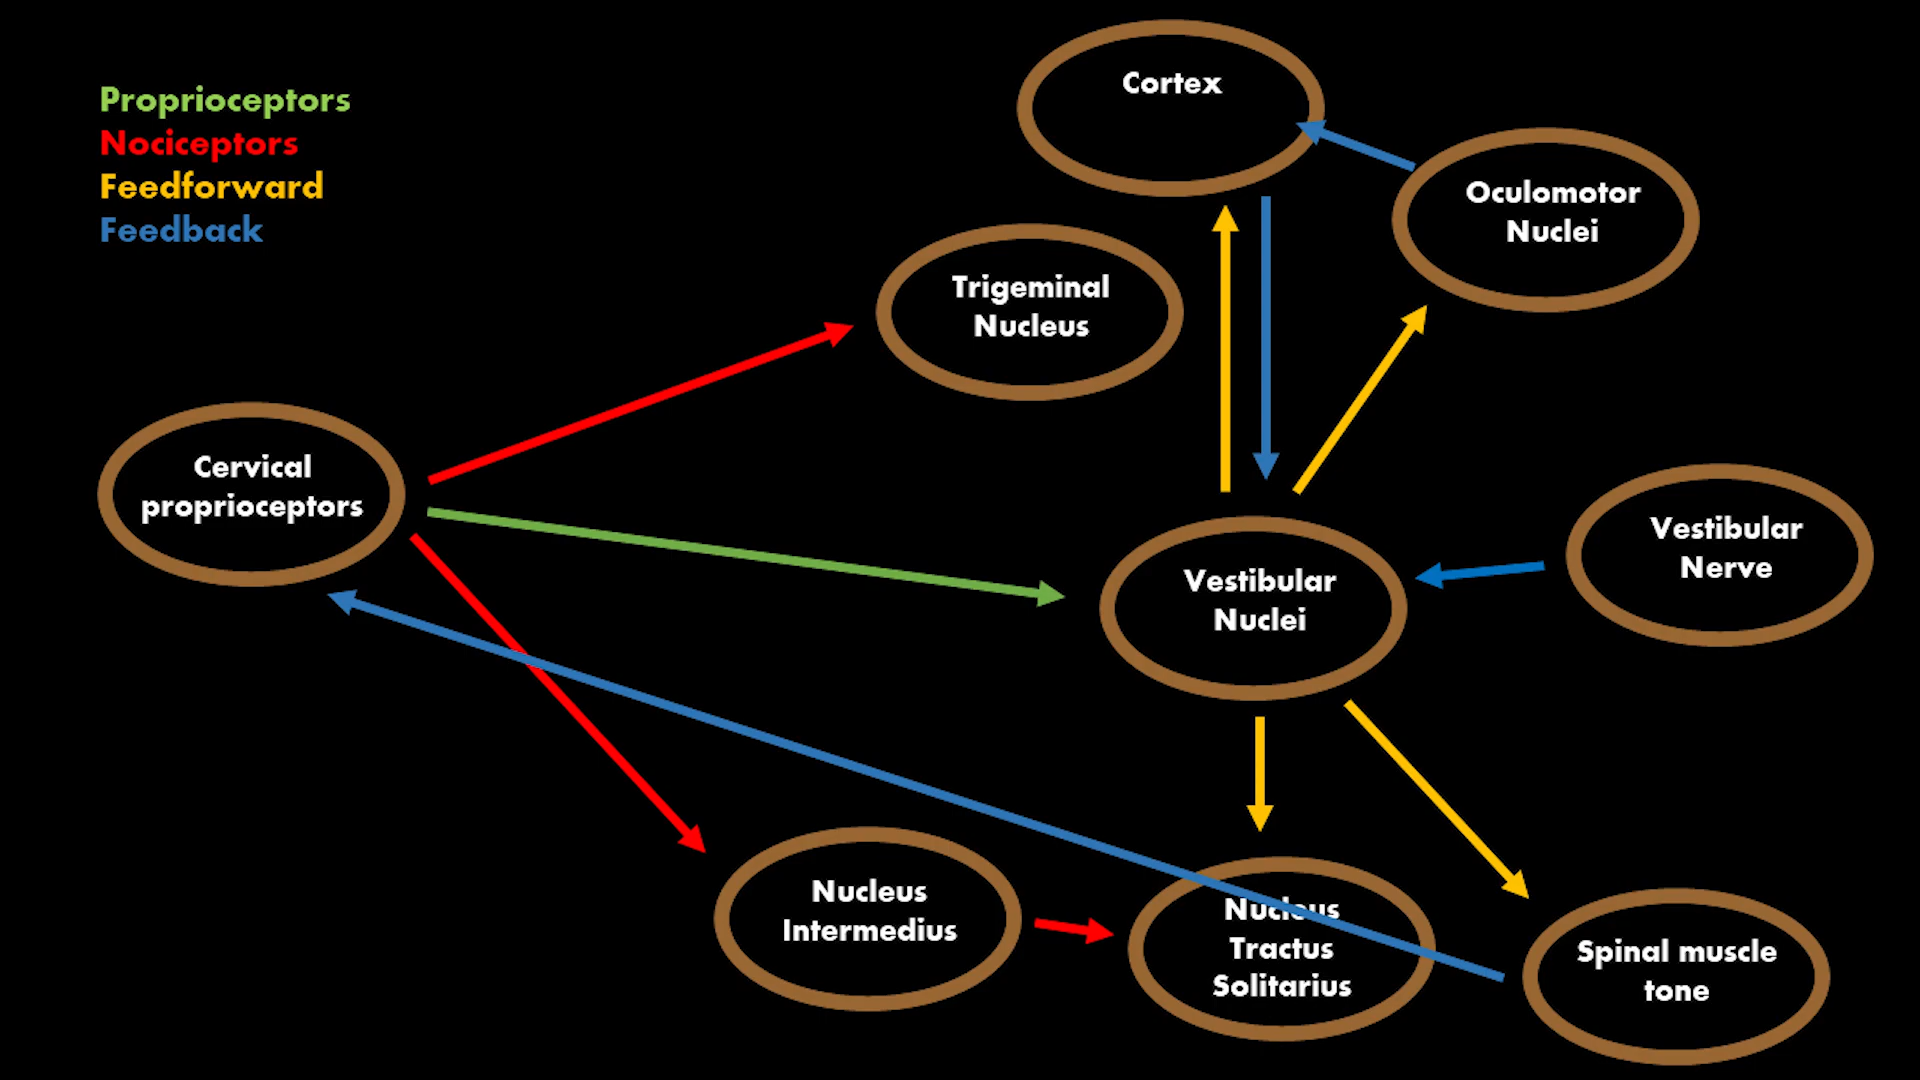 Proprioceptors
Nociceptors
Feedforward
Feedback
Cortex
Oculomotor
Nuclei
Trigeminal
Nucleus
Cervical
proprioceptors
Vestibular
Nuclei
Vestibular
Nerve
Nucleus
Intermedius
Nucleus
Tractus
Solitarius
Spinal muscle
tone